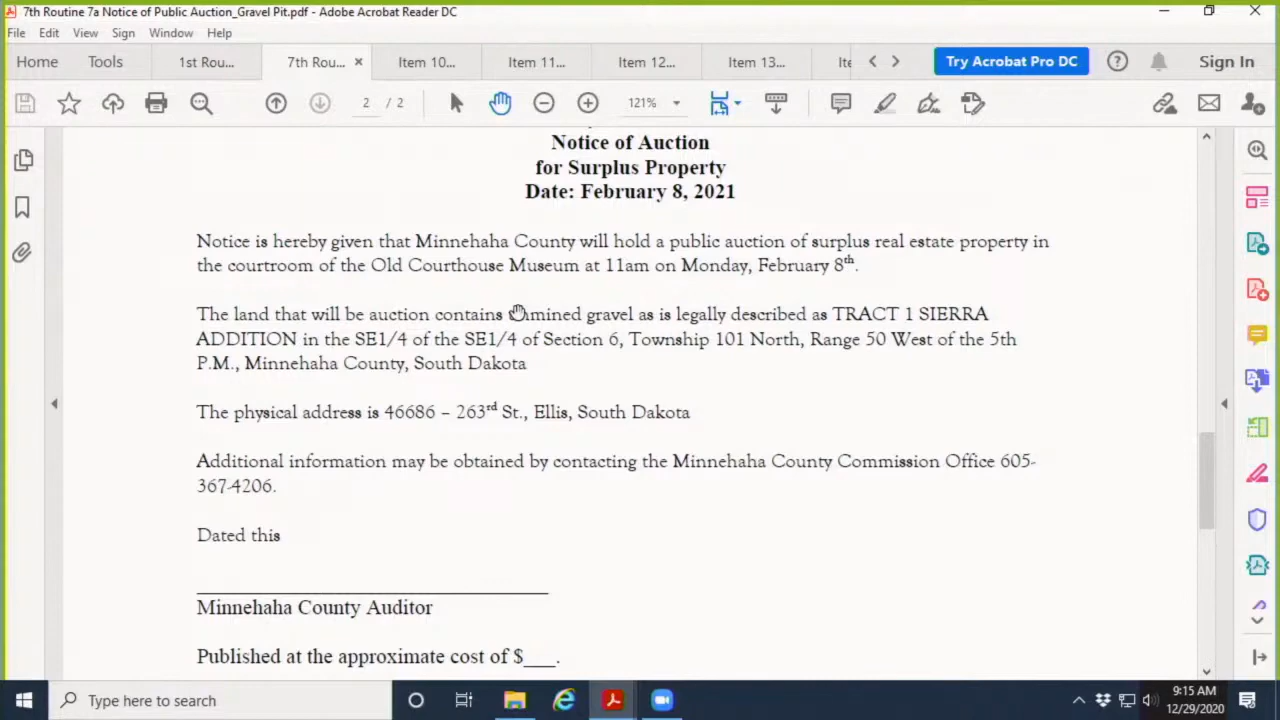 7th Routine 7a Notice of Public Auction_Gravel Pit.pdf - Adobe Acrobat Reader DC
File Edit View Sign Window Help
Home Tools 1st Rou... 7th Rou... Item 10... Item 11... Item 12... Item 13... Try Acrobat Pro DC Sign In
2 / 2 121%
Notice of Auction
for Surplus Property
Date: February 8, 2021
Notice is hereby given that Minnehaha County will hold a public auction of surplus real estate property in
the courtroom of the Old Courthouse Museum at 11am on Monday, February 8th.
The land that will be auction contains gravel as is legally described as TRACT 1 SIERRA
ADDITION in the SE1/4 of the SE1/4 of Section 6, Township 101 North, Range 50 West of the 5th
P.M., Minnehaha County, South Dakota
The physical address is 46686 – 263rd St., Ellis, South Dakota
Additional information may be obtained by contacting the Minnehaha County Commission Office 605-
367-4206.
Dated this
Minnehaha County Auditor
Published at the approximate cost of $___.
Type here to search
9:15 AM
12/29/2020